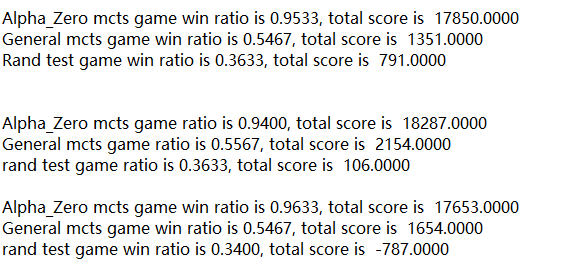 Alpha_Zero mcts game win ratio is 0.9533, total score is  17850.0000
General mcts game win ratio is 0.5467, total score is  1351.0000
Rand test game win ratio is 0.3633, total score is  791.0000
Alpha_Zero mcts game ratio is 0.9400, total score is  18287.0000
General mcts game ratio is 0.5567, total score is  2154.0000
rand test game ratio is 0.3633, total score is  106.0000
Alpha_Zero mcts game win ratio is 0.9633, total score is  17653.0000
General mcts game win ratio is 0.5467, total score is  1654.0000
rand test game win ratio is 0.3400, total score is  -787.0000